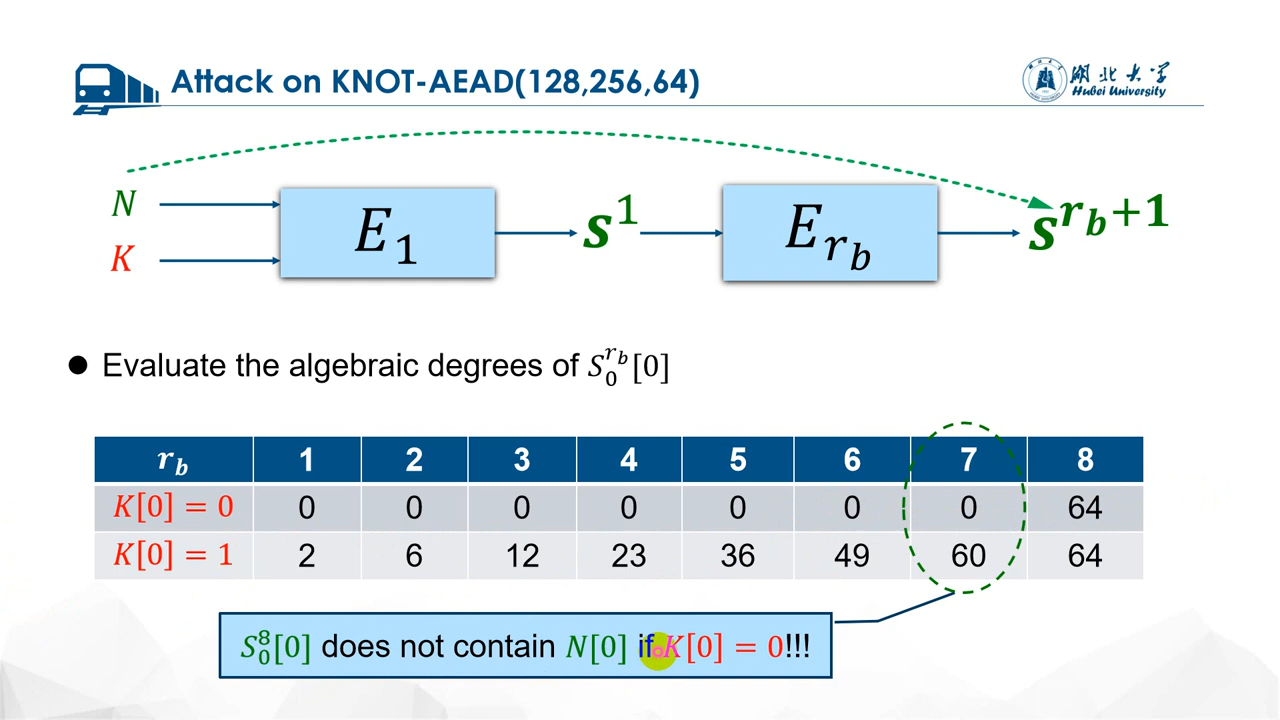 Attack on KNOT-AEAD(128,256,64)
湖北大学
Hubei University
N
K
E₁
s¹
E_{r_b}
s^{r_b+1}
● Evaluate the algebraic degrees of S₀^{r_b}[0]
r_b 1 2 3 4 5 6 7 8
K[0] = 0 0 0 0 0 0 0 0 64
K[0] = 1 2 6 12 23 36 49 60 64
S₀⁸[0] does not contain N[0] if K[0] = 0!!!